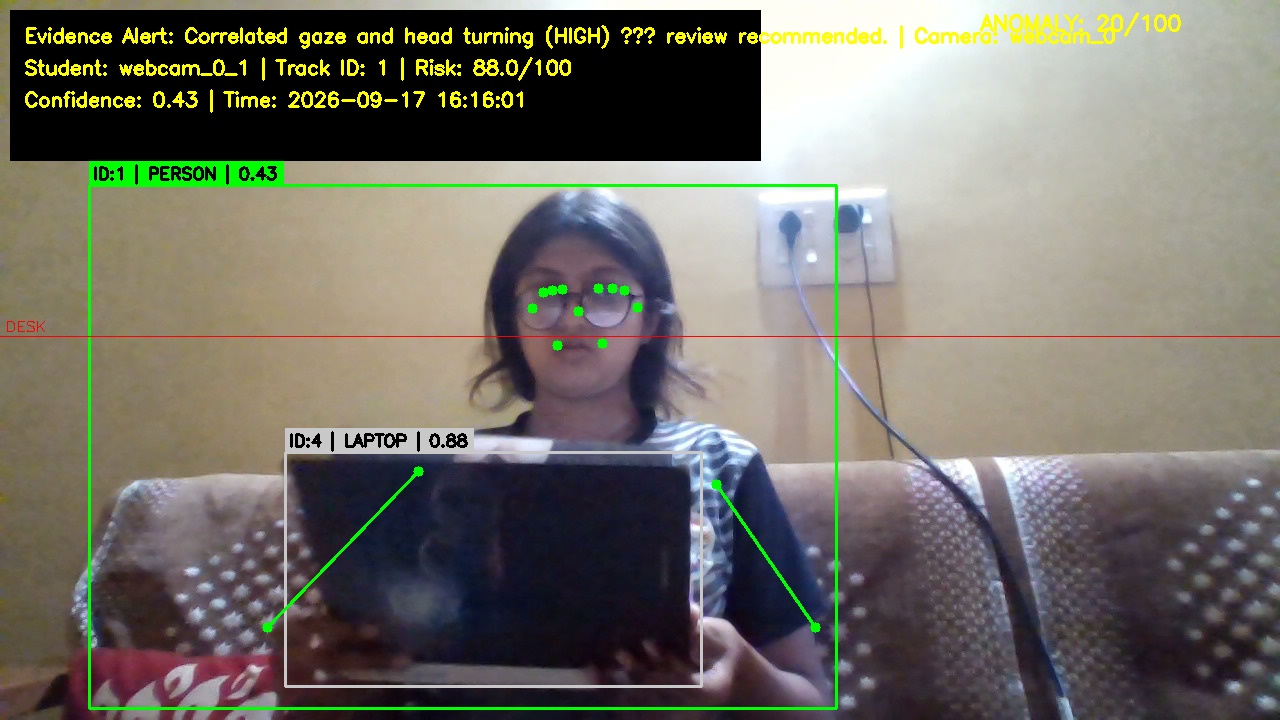 ANOMALY: 20/100
Evidence Alert: Correlated gaze and head turning (HIGH) ??? review recommended. | Camera: webcam_0
Student: webcam_0_1 | Track ID: 1 | Risk: 88.0/100
Confidence: 0.43 | Time: 2026-09-17 16:16:01
ID:1 | PERSON | 0.43
DESK
ID:4 | LAPTOP | 0.88